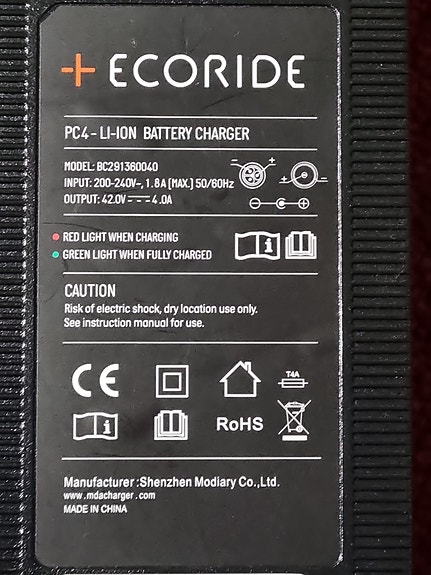 ECORIDE
PC4 - LI-ION BATTERY CHARGER
MODEL: BC291360040
INPUT: 200-240V~, 1.8A (MAX.) 50/60Hz
OUTPUT: 42.0V⎓4.0A
RED LIGHT WHEN CHARGING
GREEN LIGHT WHEN FULLY CHARGED
CAUTION
Risk of electric shock, dry location use only.
See instruction manual for use.
CE
T4A
RoHS
Manufacturer :Shenzhen Modiary Co.,Ltd.
www.mdacharger.com
MADE IN CHINA